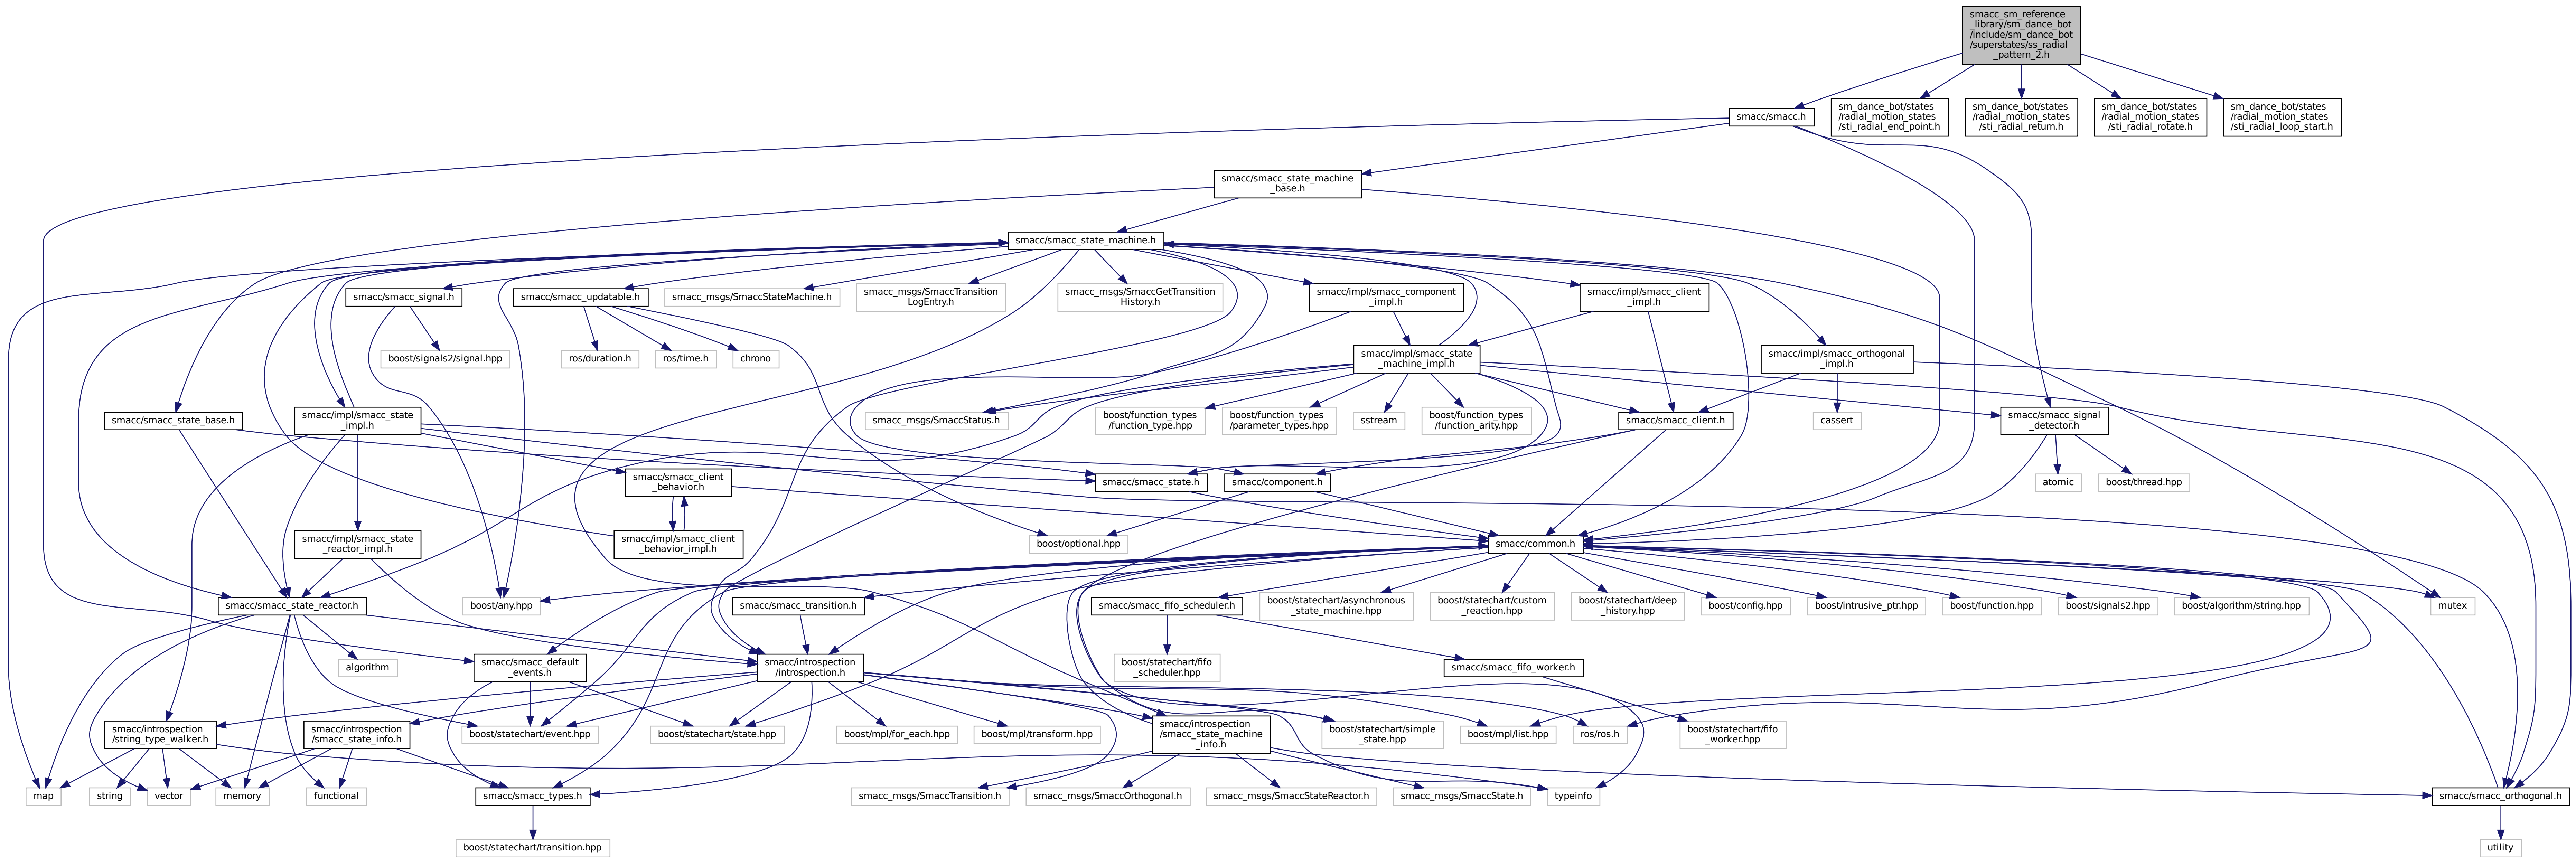 smacc_sm_reference
_library/sm_dance_bot
/include/sm_dance_bot
/superstates/ss_radial
_pattern_2.h
smacc/smacc.h
sm_dance_bot/states
/radial_motion_states
/sti_radial_end_point.h
sm_dance_bot/states
/radial_motion_states
/sti_radial_return.h
sm_dance_bot/states
/radial_motion_states
/sti_radial_rotate.h
sm_dance_bot/states
/radial_motion_states
/sti_radial_loop_start.h
smacc/smacc_state_machine
_base.h
smacc/smacc_state_machine.h
smacc/smacc_signal.h
smacc/smacc_updatable.h
smacc_msgs/SmaccStateMachine.h
smacc_msgs/SmaccTransition
LogEntry.h
smacc_msgs/SmaccGetTransition
History.h
smacc/impl/smacc_component
_impl.h
smacc/impl/smacc_client
_impl.h
boost/signals2/signal.hpp
ros/duration.h
ros/time.h
chrono
smacc/impl/smacc_state
_machine_impl.h
smacc/impl/smacc_orthogonal
_impl.h
smacc/smacc_state_base.h
smacc/impl/smacc_state
_impl.h
smacc_msgs/SmaccStatus.h
boost/function_types
/function_type.hpp
boost/function_types
/parameter_types.hpp
sstream
boost/function_types
/function_arity.hpp
smacc/smacc_client.h
cassert
smacc/smacc_signal
_detector.h
smacc/smacc_client
_behavior.h
smacc/smacc_state.h
smacc/component.h
atomic
boost/thread.hpp
smacc/impl/smacc_state
_reactor_impl.h
smacc/impl/smacc_client
_behavior_impl.h
boost/optional.hpp
smacc/common.h
smacc/smacc_state_reactor.h
boost/any.hpp
smacc/smacc_transition.h
smacc/smacc_fifo_scheduler.h
boost/statechart/asynchronous
_state_machine.hpp
boost/statechart/custom
_reaction.hpp
boost/statechart/deep
_history.hpp
boost/config.hpp
boost/intrusive_ptr.hpp
boost/function.hpp
boost/signals2.hpp
boost/algorithm/string.hpp
mutex
algorithm
smacc/smacc_default
_events.h
smacc/introspection
/introspection.h
boost/statechart/fifo
_scheduler.hpp
smacc/smacc_fifo_worker.h
smacc/introspection
/string_type_walker.h
smacc/introspection
/smacc_state_info.h
boost/statechart/event.hpp
boost/statechart/state.hpp
boost/mpl/for_each.hpp
boost/mpl/transform.hpp
smacc/introspection
/smacc_state_machine
_info.h
boost/statechart/simple
_state.hpp
boost/mpl/list.hpp
ros/ros.h
boost/statechart/fifo
_worker.hpp
map
string
vector
memory
functional
smacc/smacc_types.h
smacc_msgs/SmaccTransition.h
smacc_msgs/SmaccOrthogonal.h
smacc_msgs/SmaccStateReactor.h
smacc_msgs/SmaccState.h
typeinfo
smacc/smacc_orthogonal.h
boost/statechart/transition.hpp
utility